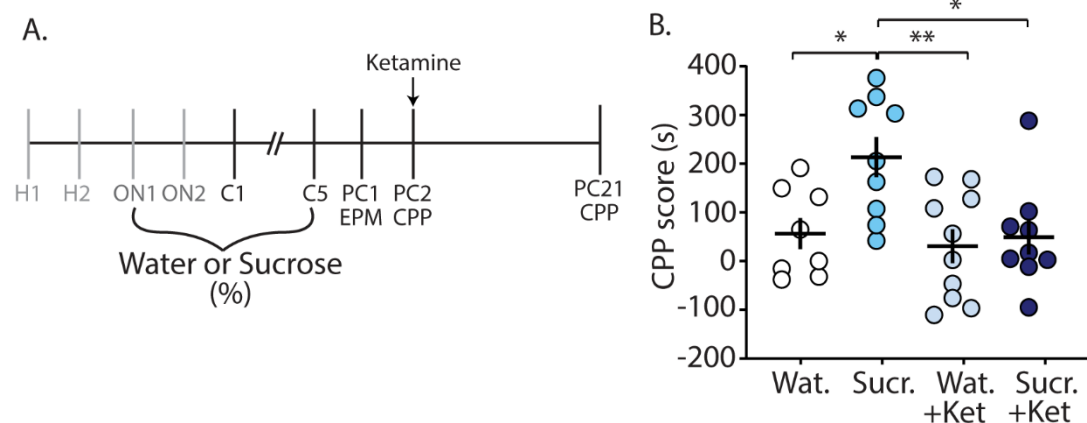 A.
Ketamine
H1 H2 ON1 ON2 C1 C5 PC1 PC2 PC21
EPM CPP CPP
Water or Sucrose
(%)
B.
* ** *
CPP score (s)
400
300
200
100
0
-100
-200
Wat. Sucr. Wat. Sucr.
+Ket +Ket